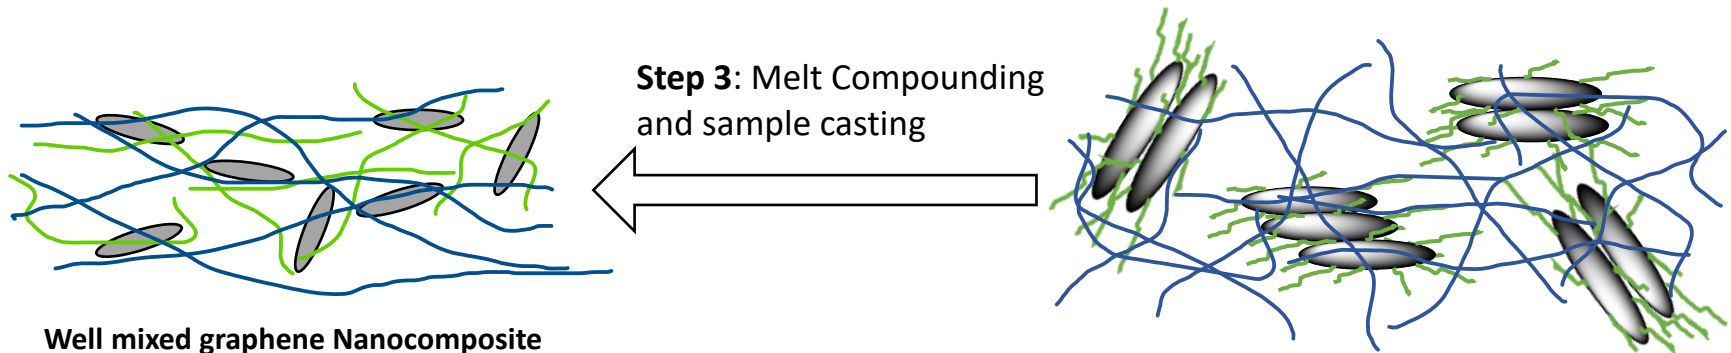 Step 3: Melt Compounding
and sample casting
Well mixed graphene Nanocomposite